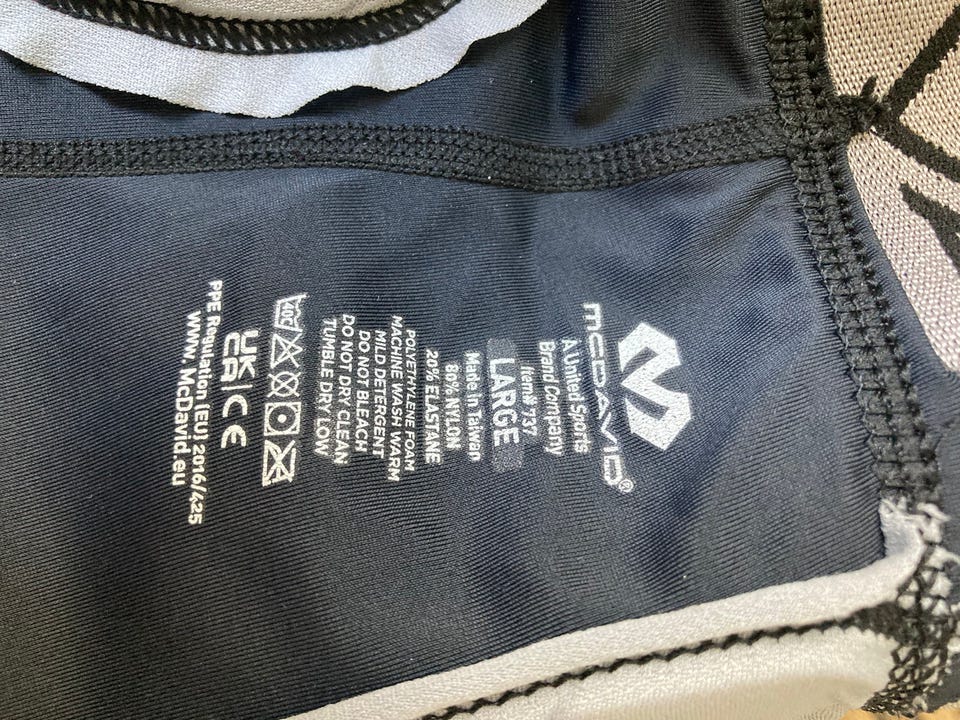 McDAVID®
A United Sports
Brand Company
Item# 737
LARGE
Made in Taiwan
80% NYLON
20% ELASTANE
POLYETHYLENE FOAM
MACHINE WASH WARM
MILD DETERGENT
DO NOT BLEACH
DO NOT DRY CLEAN
TUMBLE DRY LOW
40C
UK CA CE
PPE Regulation (EU) 2016/425
www.McDavid.eu